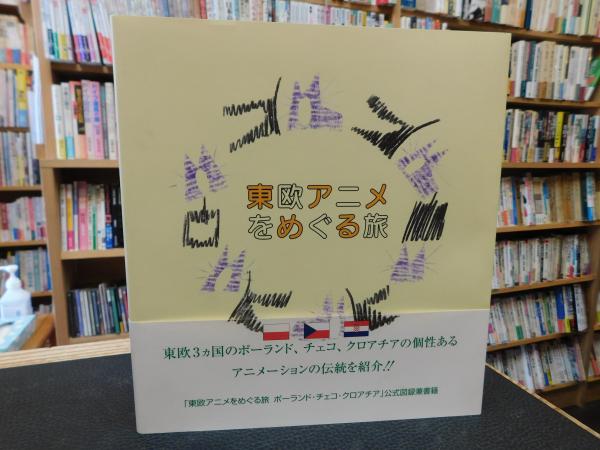 東欧アニメ
をめぐる旅
東欧3ヵ国のポーランド、チェコ、クロアチアの個性ある
アニメーションの伝統を紹介!!
「東欧アニメをめぐる旅 ポーランド・チェコ・クロアチア」公式図録兼書籍